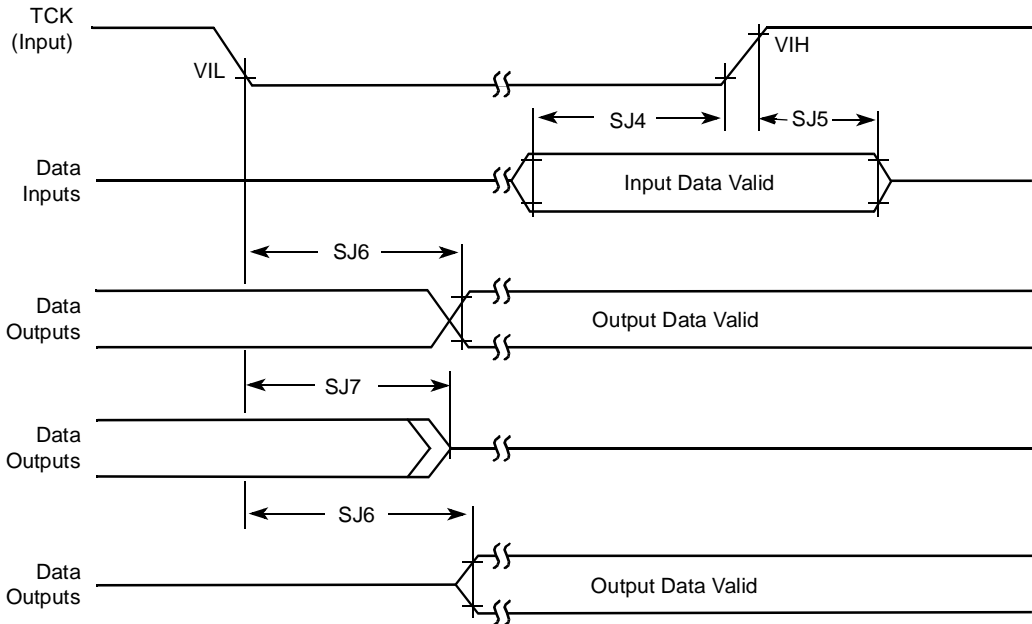 TCK
(Input)
VIL
VIH
SJ4
SJ5
Data
Inputs
Input Data Valid
SJ6
Data
Outputs
Output Data Valid
SJ7
Data
Outputs
SJ6
Data
Outputs
Output Data Valid